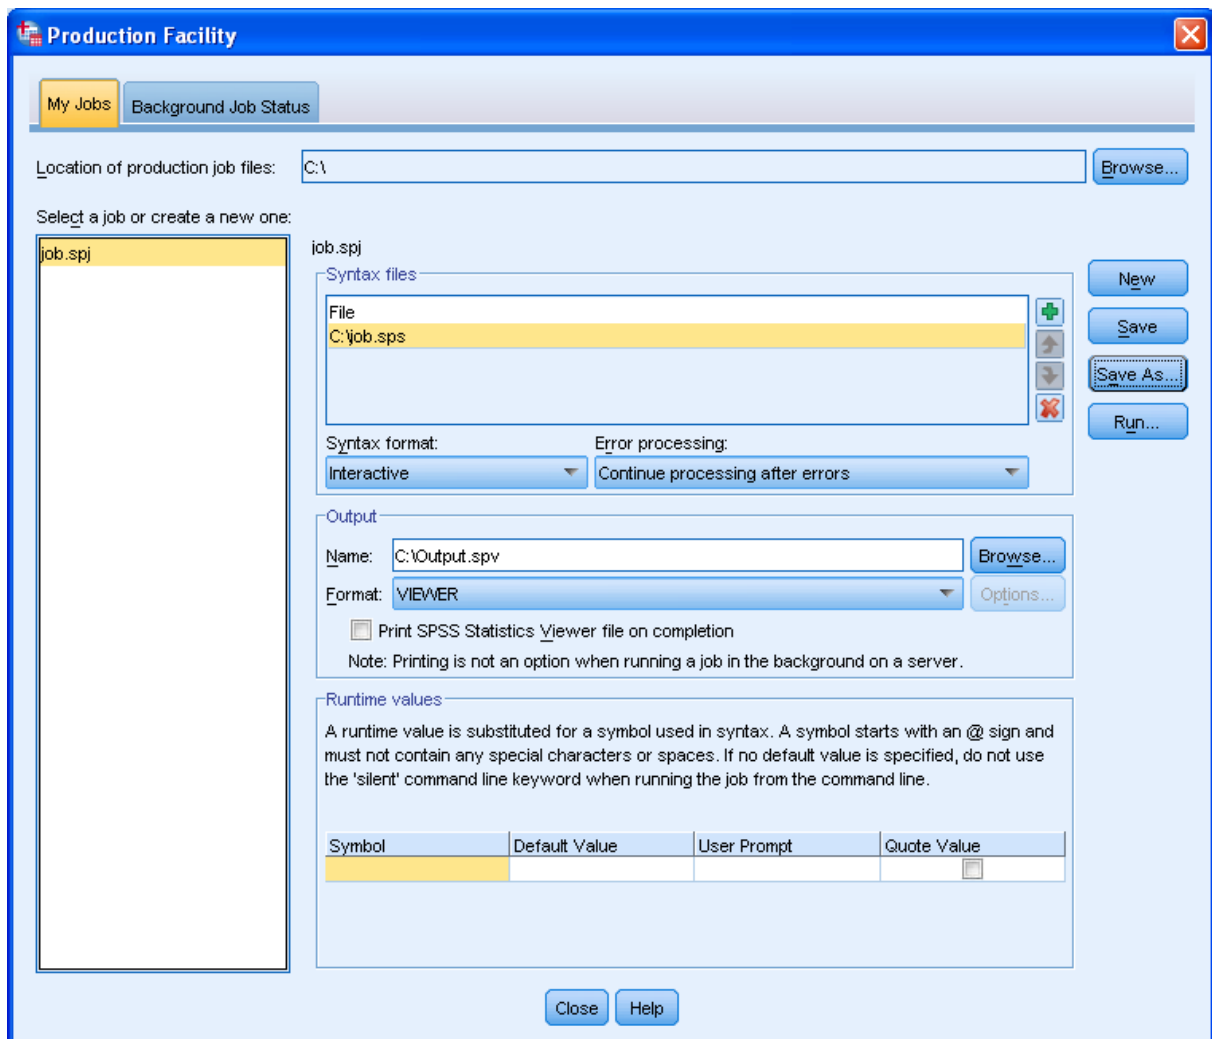 Production Facility
My Jobs
Background Job Status
Location of production job files:
C:\
Browse...
Select a job or create a new one:
job.spj
job.spj
Syntax files
File
C:\job.sps
New
Save
Save As...
Run...
Syntax format:
Error processing:
Interactive
Continue processing after errors
Output
Name:
C:\Output.spv
Browse...
Format:
VIEWER
Options...
Print SPSS Statistics Viewer file on completion
Note: Printing is not an option when running a job in the background on a server.
Runtime values
A runtime value is substituted for a symbol used in syntax. A symbol starts with an @ sign and
must not contain any special characters or spaces. If no default value is specified, do not use
the 'silent' command line keyword when running the job from the command line.
Symbol
Default Value
User Prompt
Quote Value
Close
Help